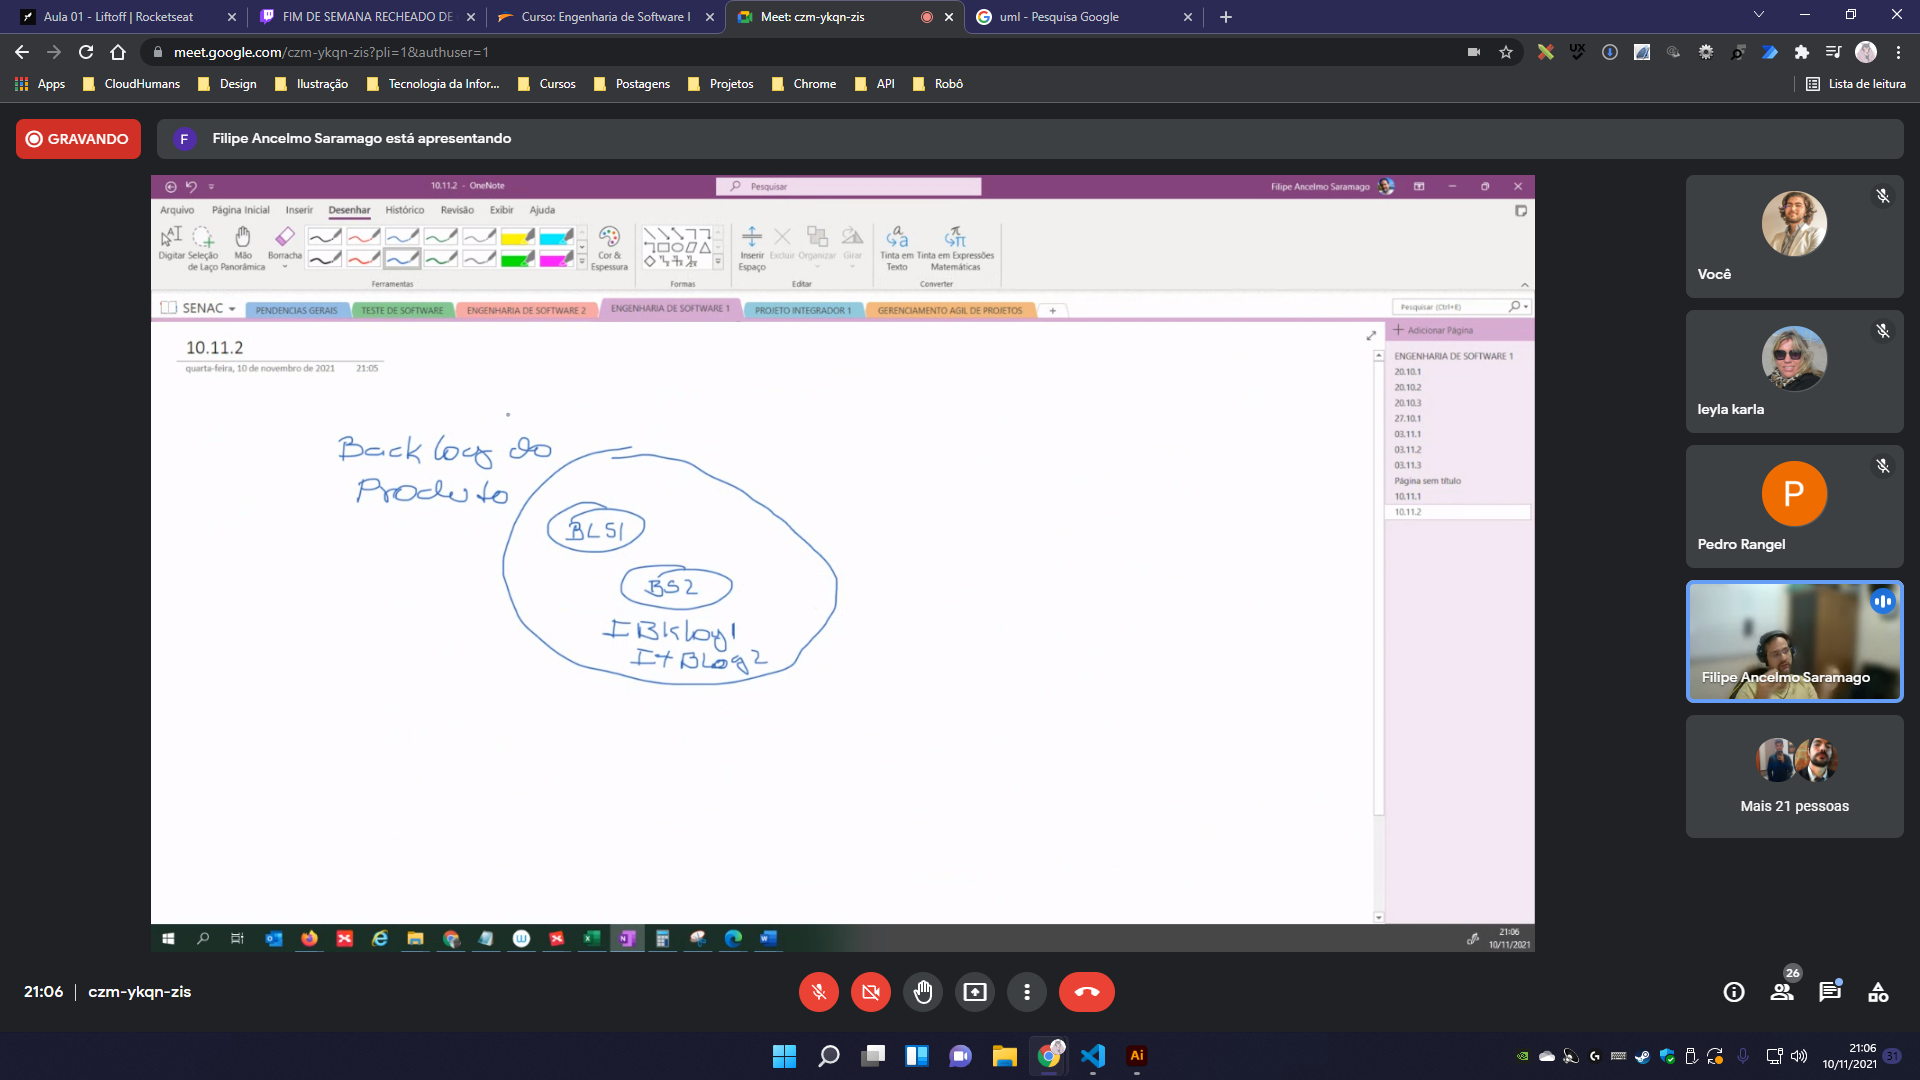 Aula 01 - Liftoff | Rocketseat
FIM DE SEMANA RECHEADO DE
Curso: Engenharia de Software I
Meet: czm-ykqn-zis
uml - Pesquisa Google
meet.google.com/czm-ykqn-zis?pli=1&authuser=1
Apps
CloudHumans
Design
Ilustração
Tecnologia da Infor...
Cursos
Postagens
Projetos
Chrome
API
Robô
Lista de leitura
GRAVANDO
F
Filipe Ancelmo Saramago está apresentando
10.11.2 - OneNote
Pesquisar
Filipe Ancelmo Saramago
Arquivo
Página Inicial
Inserir
Desenhar
Histórico
Revisão
Exibir
Ajuda
Digitar
Seleção de Laço
Mão Panorâmica
Borracha
Cor & Espessura
Inserir Espaço
Excluir
Organizar
Girar
Tinta em Texto
Tinta em Expressões Matemáticas
Ferramentas
Formas
Editar
Converter
SENAC
PENDENCIAS GERAIS
TESTE DE SOFTWARE
ENGENHARIA DE SOFTWARE 2
ENGENHARIA DE SOFTWARE 1
PROJETO INTEGRADOR 1
GERENCIAMENTO AGIL DE PROJETOS
+
Pesquisar (Ctrl+E)
10.11.2
quarta-feira, 10 de novembro de 2021 21:05
Backlog do
Produto
BLS1
BS2
IBKlog1
ItBLog2
Adicionar Página
ENGENHARIA DE SOFTWARE 1
20.10.1
20.10.2
20.10.3
27.10.1
03.11.1
03.11.2
03.11.3
Página sem título
10.11.1
10.11.2
21:06
10/11/2021
Você
leyla karla
P
Pedro Rangel
Filipe Ancelmo Saramago
Mais 21 pessoas
21:06 | czm-ykqn-zis
26
Ai
21:06
10/11/2021
31